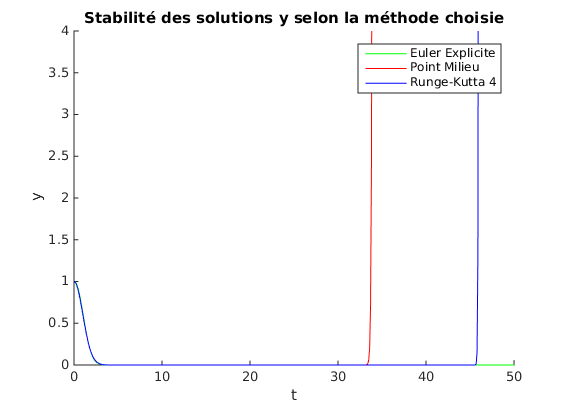 Stabilité des solutions y selon la méthode choisie
4
3.5
3
2.5
2
1.5
1
0.5
0
y
Euler Explicite
Point Milieu
Runge-Kutta 4
0 10 20 30 40 50
t